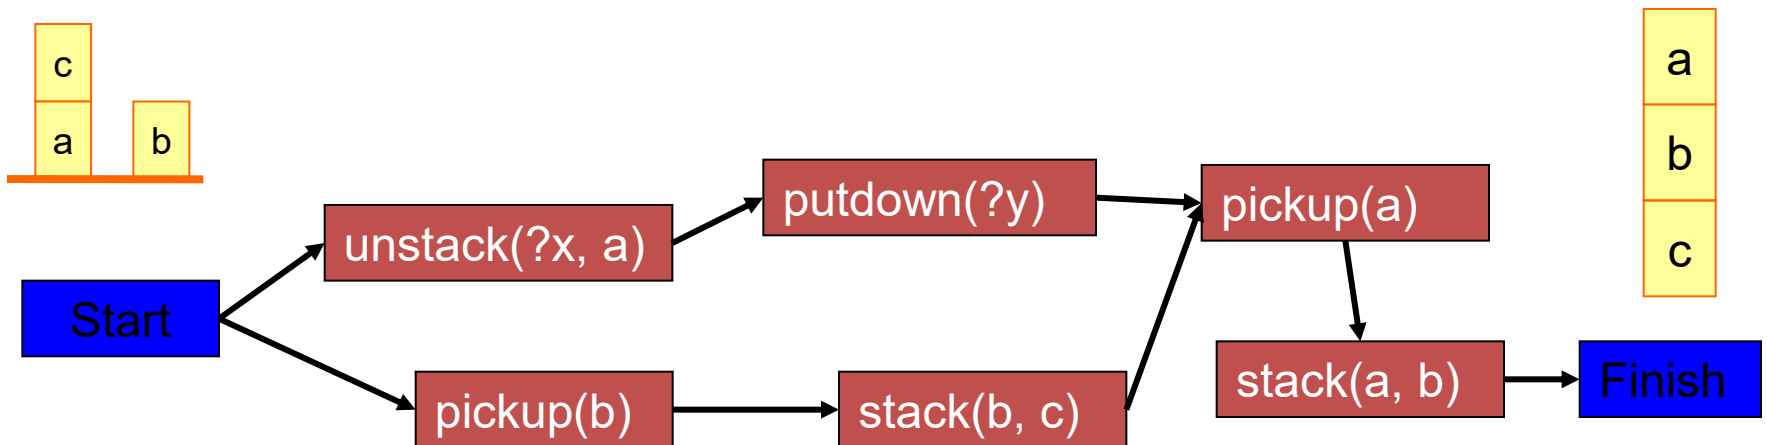 c
a
b
Start
unstack(?x, a)
putdown(?y)
pickup(b)
stack(b, c)
pickup(a)
stack(a, b)
Finish
a
b
c